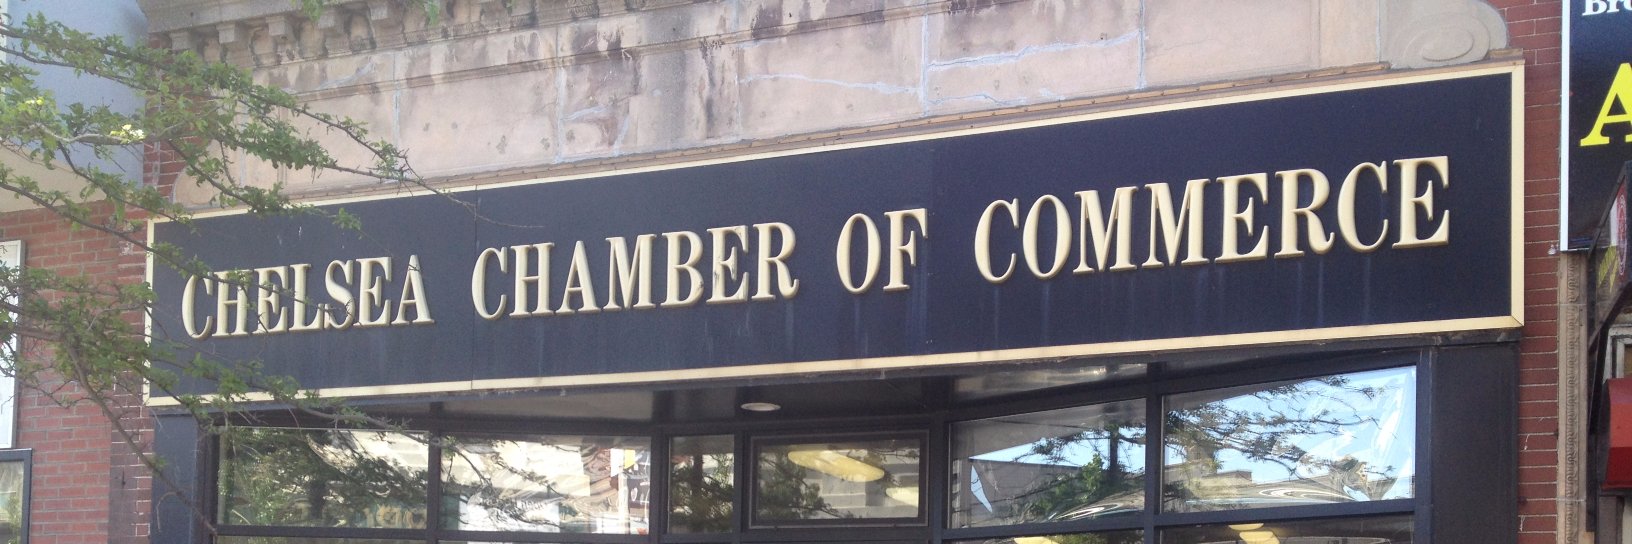 CHELSEA CHAMBER OF COMMERCE